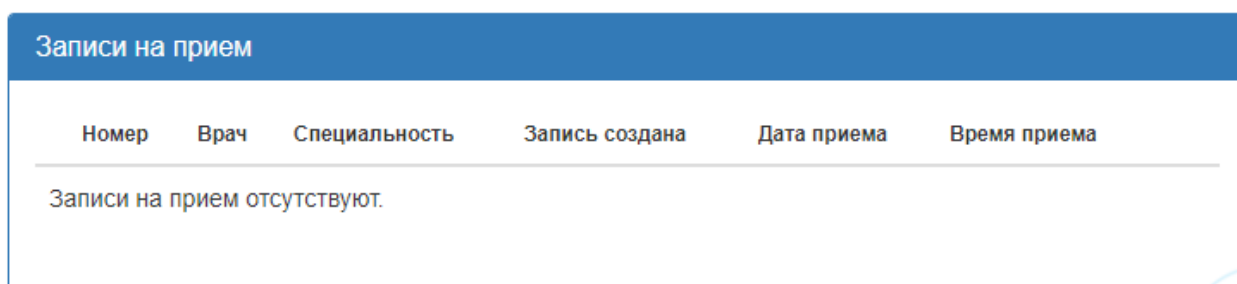 Записи на прием
Номер Врач Специальность Запись создана Дата приема Время приема
Записи на прием отсутствуют.